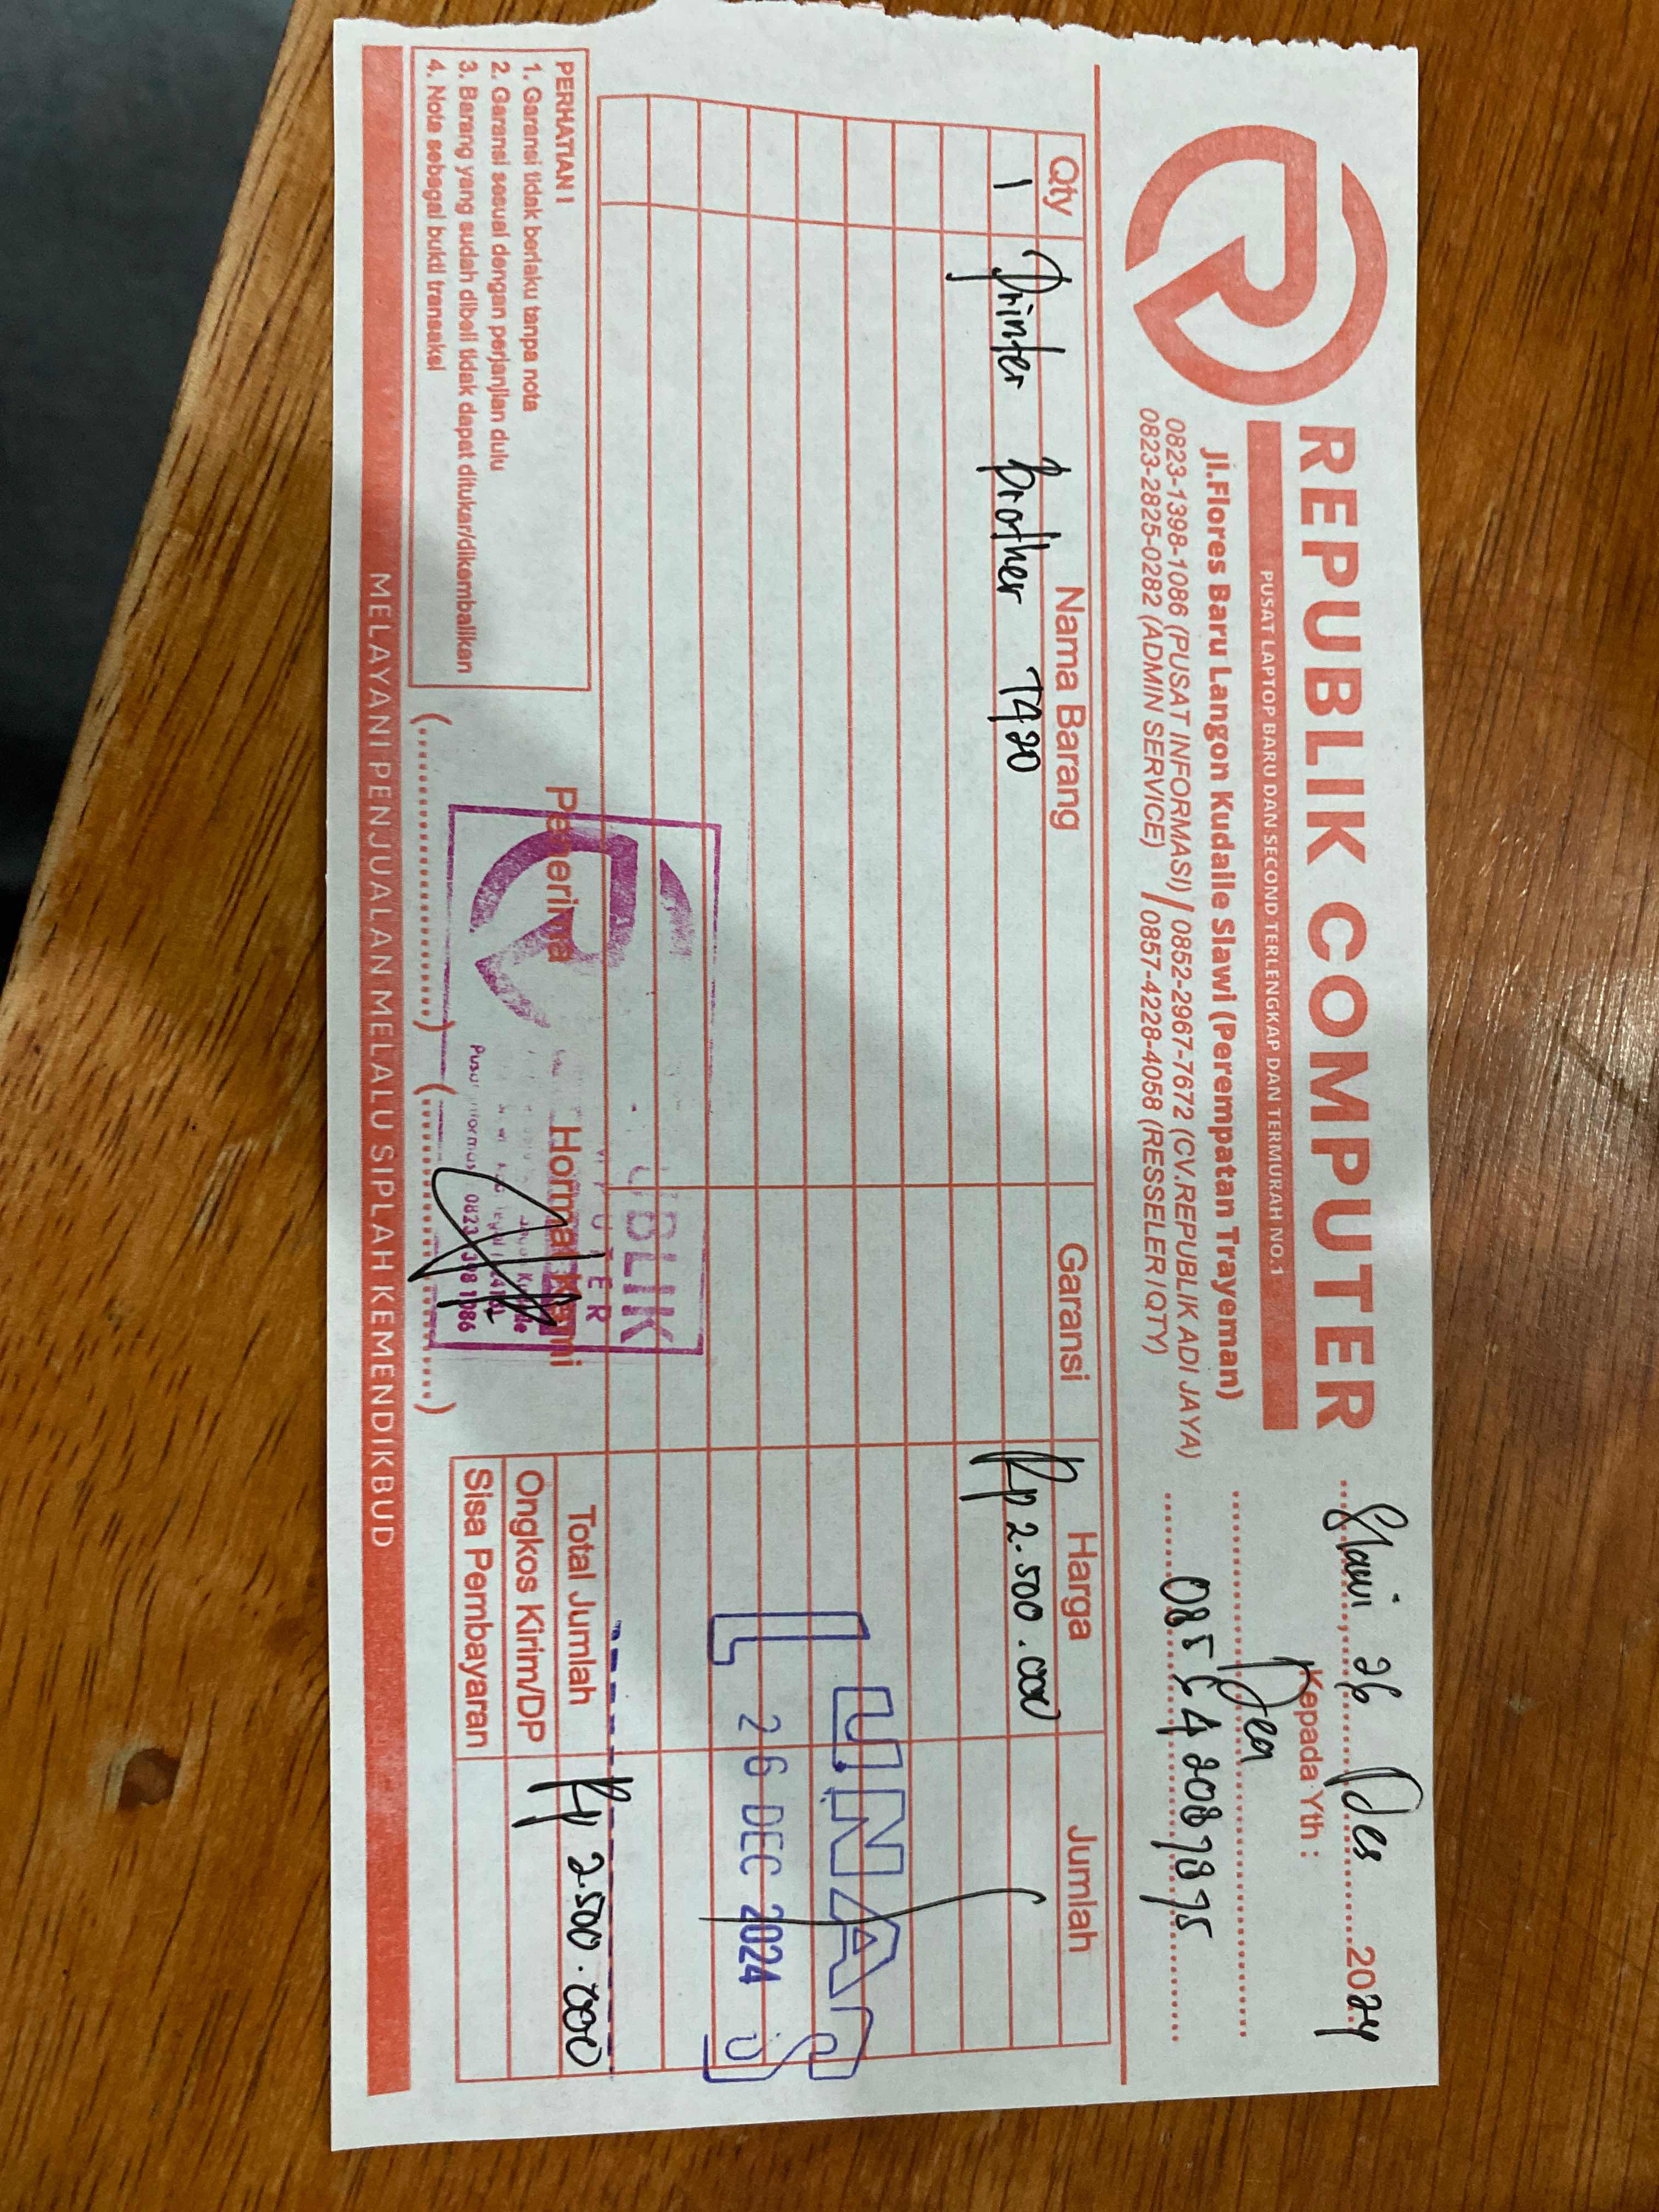 REPUBLIK COMPUTER
PUSAT LAPTOP BARU DAN SECOND TERLENGKAP DAN TERMURAH NO.1
Jl.Flores Baru Langon Kudaile Slawi (Perempatan Trayeman)
0823-1398-1086 (PUSAT INFORMASI) | 0852-2967-7672 (CV.REPUBLIK ADI JAYA)
0823-2825-0282 (ADMIN SERVICE) | 0857-4228-4058 (RESSELER / QTY)
Slawi, 26 Des 2024
Kepada Yth :
Dea
Qty Nama Barang Garansi Harga Jumlah
1 Printer Brother T420 Rp 2.500.000
LUNAS
26 DEC 2024
Total Jumlah Rp 2.500.000
Ongkos Kirim/DP
Sisa Pembayaran
PERHATIAN !
1. Garansi tidak berlaku tanpa nota
2. Garansi sesuai dengan perjanjian dulu
3. Barang yang sudah dibeli tidak dapat ditukar/dikembalikan
4. Nota sebagai bukti transaksi
Penerima Hormat Kami
MELAYANI PENJUALAN MELALUI SIPLAH KEMENDIKBUD